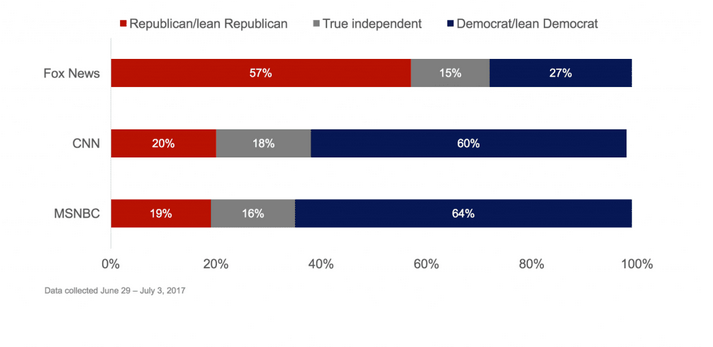 Republican/lean Republican True independent Democrat/lean Democrat
Fox News 57% 15% 27%
CNN 20% 18% 60%
MSNBC 19% 16% 64%
0% 20% 40% 60% 80% 100%
Data collected June 29 – July 3, 2017